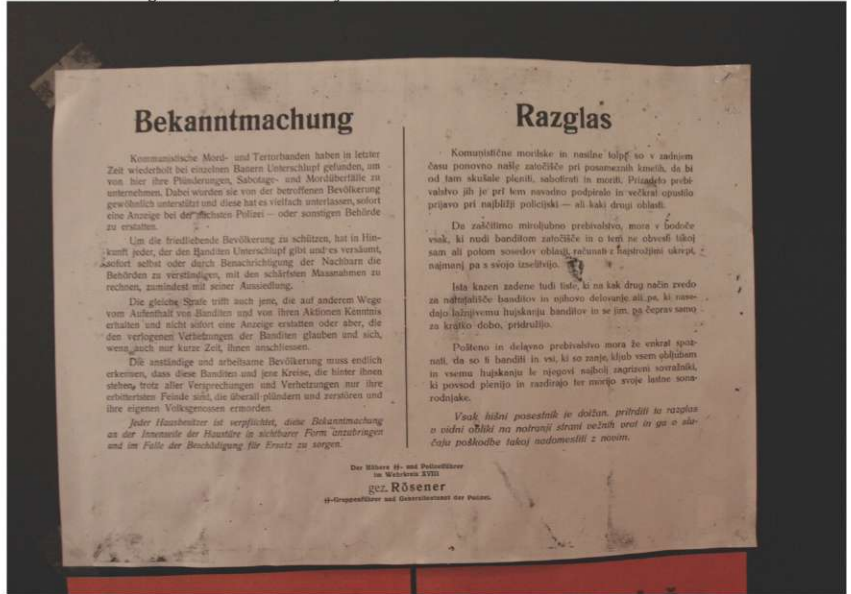 Bekanntmachung
Kommunistische Mord- und Terrorbanden haben in letzter
Zeit wiederholt bei einzelnen Bauern Unterschlupf gefunden, um
von hier ihre Plünderungen, Sabotage- und Mordüberfälle zu
unternehmen. Dabei wurden sie von der betroffenen Bevölkerung
gewöhnlich unterstützt und diese hat es vielfach unterlassen, sofort
eine Anzeige bei der nächsten Polizei — oder sonstigen Behörde
zu erstatten.
Um die friedliebende Bevölkerung zu schützen, hat in Hin-
kunft jeder, der den Banditen Unterschlupf gibt und es versäumt,
sofort selbst oder durch Benachrichtigung der Nachbarn die
Behörden zu verständigen, mit den schärfsten Massnahmen zu
rechnen, zumindest mit seiner Aussiedlung.
Die gleiche Strafe trifft auch jene, die auf anderem Wege
vom Aufenthalt von Banditen und von ihren Aktionen Kenntnis
erhalten und nicht sofort eine Anzeige erstatten oder aber, die
den verlogenen Verhetzungen der Banditen glauben und sich,
wenn auch nur kurze Zeit, ihnen anschliessen.
Die anständige und arbeitsame Bevölkerung muss endlich
erkennen, dass diese Banditen und jene Kreise, die hinter ihnen
stehen, trotz aller Versprechungen und Verhetzungen nur ihre
erbittertsten Feinde sind, die überall plündern und zerstören und
ihre eigenen Volksgenossen ermorden.
Jeder Hausbesitzer ist verpflichtet, diese Bekanntmachung
an der Innenseite der Haustüre in sichtbarer Form anzubringen
und im Falle der Beschädigung für Ersatz zu sorgen.
Razglas
Komunistične morilske in nasilne tolpe so v zadnjem
času ponovno našle zatočišče pri posameznih kmetih, da bi
od tam skušale pleniti, sabotirati in moriti. Prizadeto prebi-
valstvo jih je pri tem navadno podpiralo in večkrat opustilo
prijavo pri najbližji policijski — ali kaki drugi oblasti.
Da zaščitimo miroljubno prebivalstvo, mora v bodoče
vsak, ki nudi banditom zatočišče in o tem ne obvesti takoj
sam ali potom sosedov oblasti, računati z najstrožjimi ukrepi,
najmanj pa s svojo izselitvijo.
Ista kazen zadene tudi tiste, ki na kak drug način zvedo
za nahajališče banditov in njihovo delovanje ali pa, ki nase-
dajo lažnjivemu hujskanju banditov in se jim, pa čeprav samo
za kratko dobo, pridružijo.
Pošteno in delavno prebivalstvo mora že enkrat spoz-
nati, da so ti banditi in vsi, ki so zanje, kljub vsem obljubam
in vsemu hujskanju le njegovi najbolj zagrizeni sovražniki,
ki povsod plenijo in razdirajo ter morijo svoje lastne sona-
rodnjake.
Vsak hišni posestnik je dolžan, pritrditi ta razglas
v vidni obliki na notranji strani vežnih vrat in ga v slu-
čaju poškodbe takoj nadomestiti z novim.
Der Höhere ᛋᛋ- und Polizeiführer
im Wehrkreis XVIII
gez. Rösener
ᛋᛋ-Gruppenführer und Generalleutnant der Polizei.